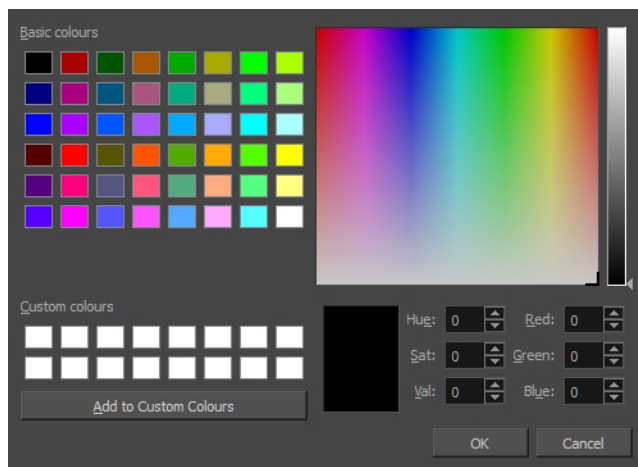 Basic colours
Custom colours
Add to Custom Colours
Hue: 0 Red: 0
Sat: 0 Green: 0
Val: 0 Blue: 0
OK Cancel